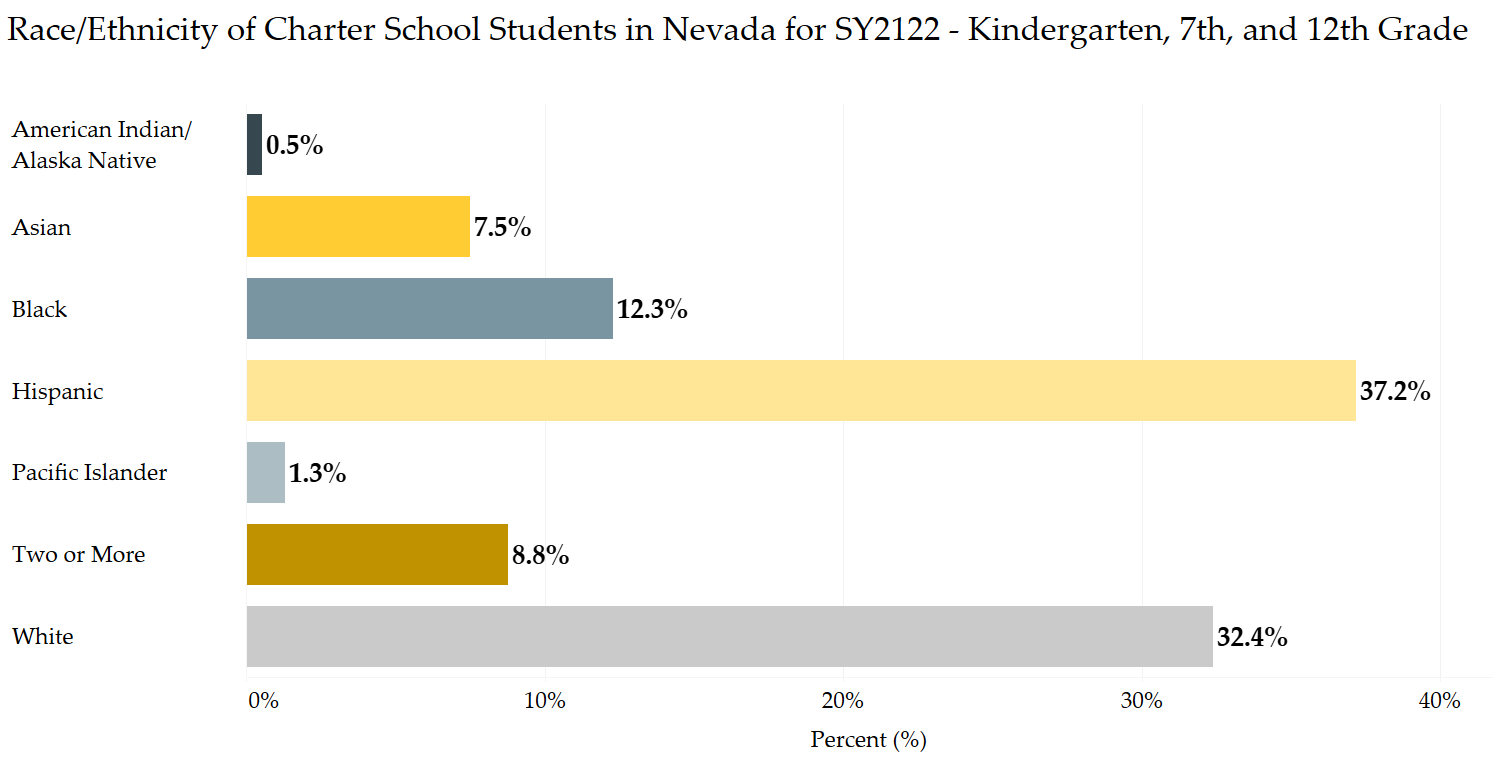 Race/Ethnicity of Charter School Students in Nevada for SY2122 - Kindergarten, 7th, and 12th Grade
American Indian/
Alaska Native
0.5%
Asian
7.5%
Black
12.3%
Hispanic
37.2%
Pacific Islander
1.3%
Two or More
8.8%
White
32.4%
0% 10% 20% 30% 40%
Percent (%)